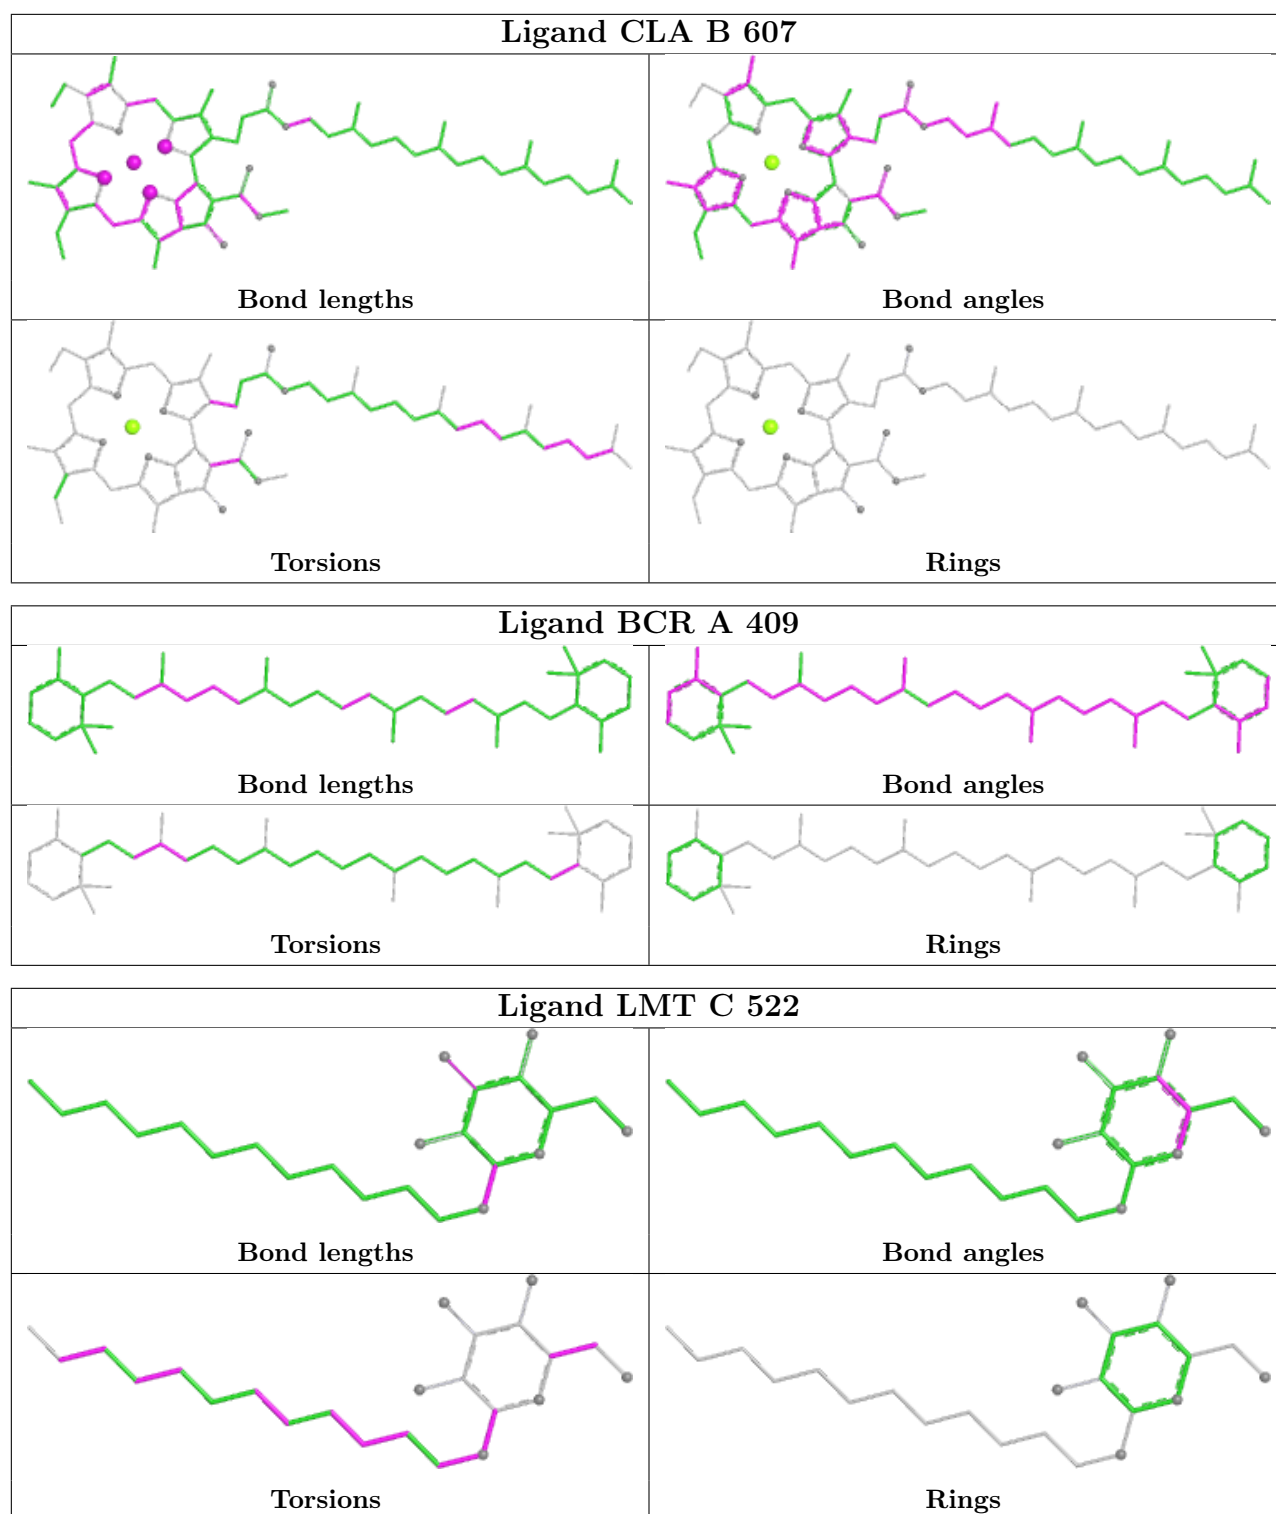 Ligand CLA B 607
Bond lengths
Bond angles
Torsions
Rings
Ligand BCR A 409
Bond lengths
Bond angles
Torsions
Rings
Ligand LMT C 522
Bond lengths
Bond angles
Torsions
Rings